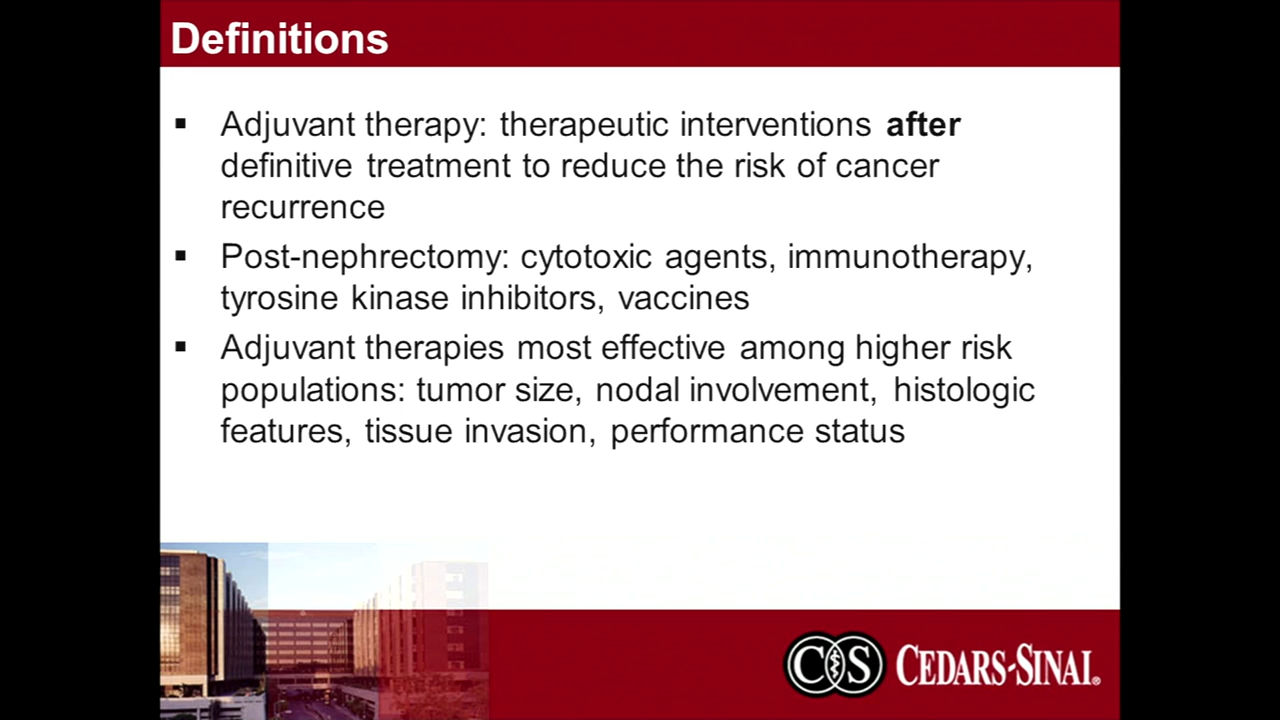 Definitions
▪ Adjuvant therapy: therapeutic interventions after
definitive treatment to reduce the risk of cancer
recurrence
▪ Post-nephrectomy: cytotoxic agents, immunotherapy,
tyrosine kinase inhibitors, vaccines
▪ Adjuvant therapies most effective among higher risk
populations: tumor size, nodal involvement, histologic
features, tissue invasion, performance status
CS CEDARS-SINAI®